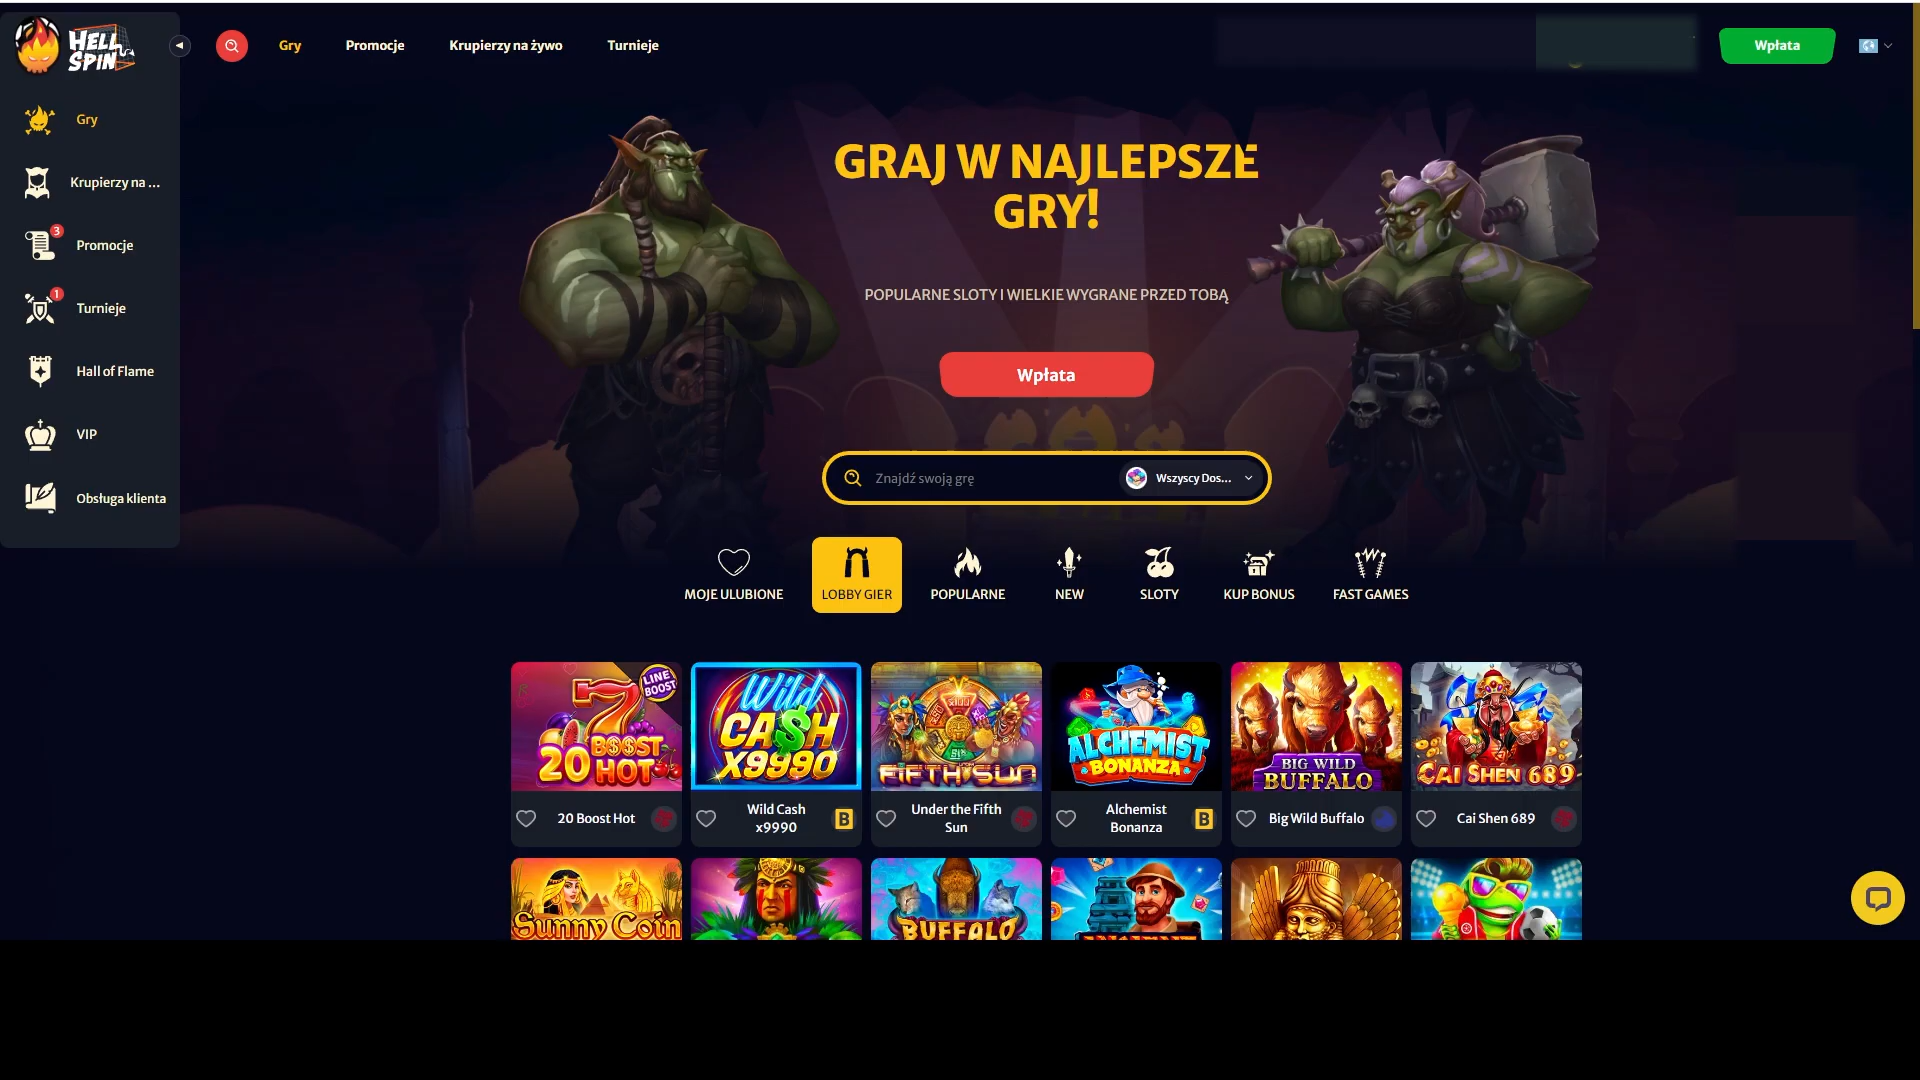 HELL
SPIN
Gry
Promocje
Krupierzy na żywo
Turnieje
Wpłata
Gry
Krupierzy na ...
3
Promocje
1
Turnieje
Hall of Flame
VIP
Obsługa klienta
GRAJ W NAJLEPSZE
GRY!
POPULARNE SLOTY I WIELKIE WYGRANE PRZED TOBĄ
Wpłata
Znajdź swoją grę
Wszyscy Dos...
MOJE ULUBIONE
LOBBY GIER
POPULARNE
NEW
SLOTY
KUP BONUS
FAST GAMES
LINE
BOOST
7
20 B$$ST
HOT
Wild
CA$H
X9990
FIFTH SUN
ALCHEMIST
BONANZA
BIG WILD
BUFFALO
CAI SHEN 689
20 Boost Hot
Wild Cash
x9990
B
Under the Fifth
Sun
Alchemist
Bonanza
B
Big Wild Buffalo
Cai Shen 689
Sunny Coin
BUFFALO